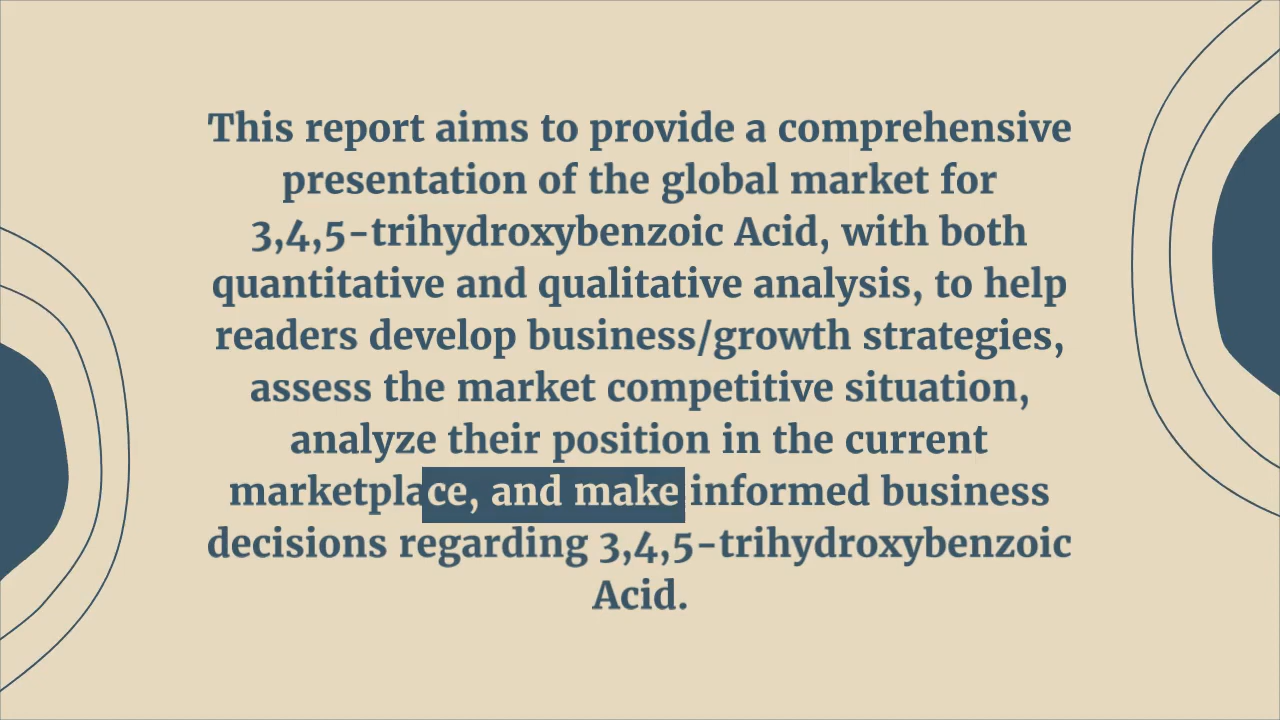 This report aims to provide a comprehensive
presentation of the global market for
3,4,5-trihydroxybenzoic Acid, with both
quantitative and qualitative analysis, to help
readers develop business/growth strategies,
assess the market competitive situation,
analyze their position in the current
marketplace, and make informed business
decisions regarding 3,4,5-trihydroxybenzoic
Acid.